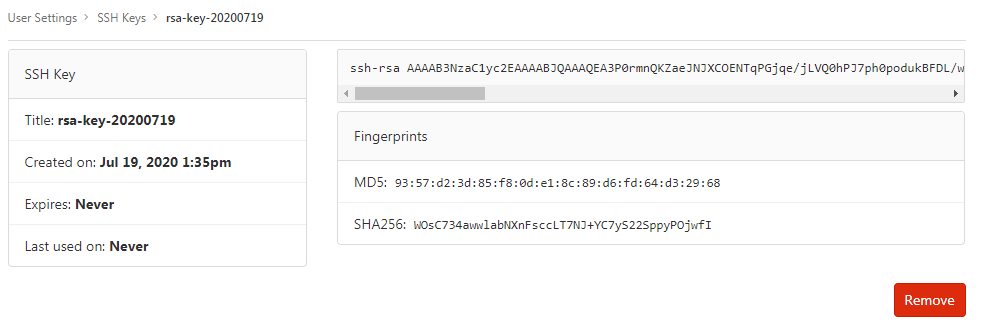 User Settings > SSH Keys > rsa-key-20200719
SSH Key
Title: rsa-key-20200719
Created on: Jul 19, 2020 1:35pm
Expires: Never
Last used on: Never
ssh-rsa AAAAB3NzaC1yc2EAAAABJQAAAQEA3P0rmnQKZaeJNJXCOENTqPGjqe/jLVQ0hPJ7ph0podukBFDL/w
Fingerprints
MD5: 93:57:d2:3d:85:f8:0d:e1:8c:89:d6:fd:64:d3:29:68
SHA256: WOsC734awwlabNXnFsccLT7NJ+YC7yS22SppyPOjwfI
Remove